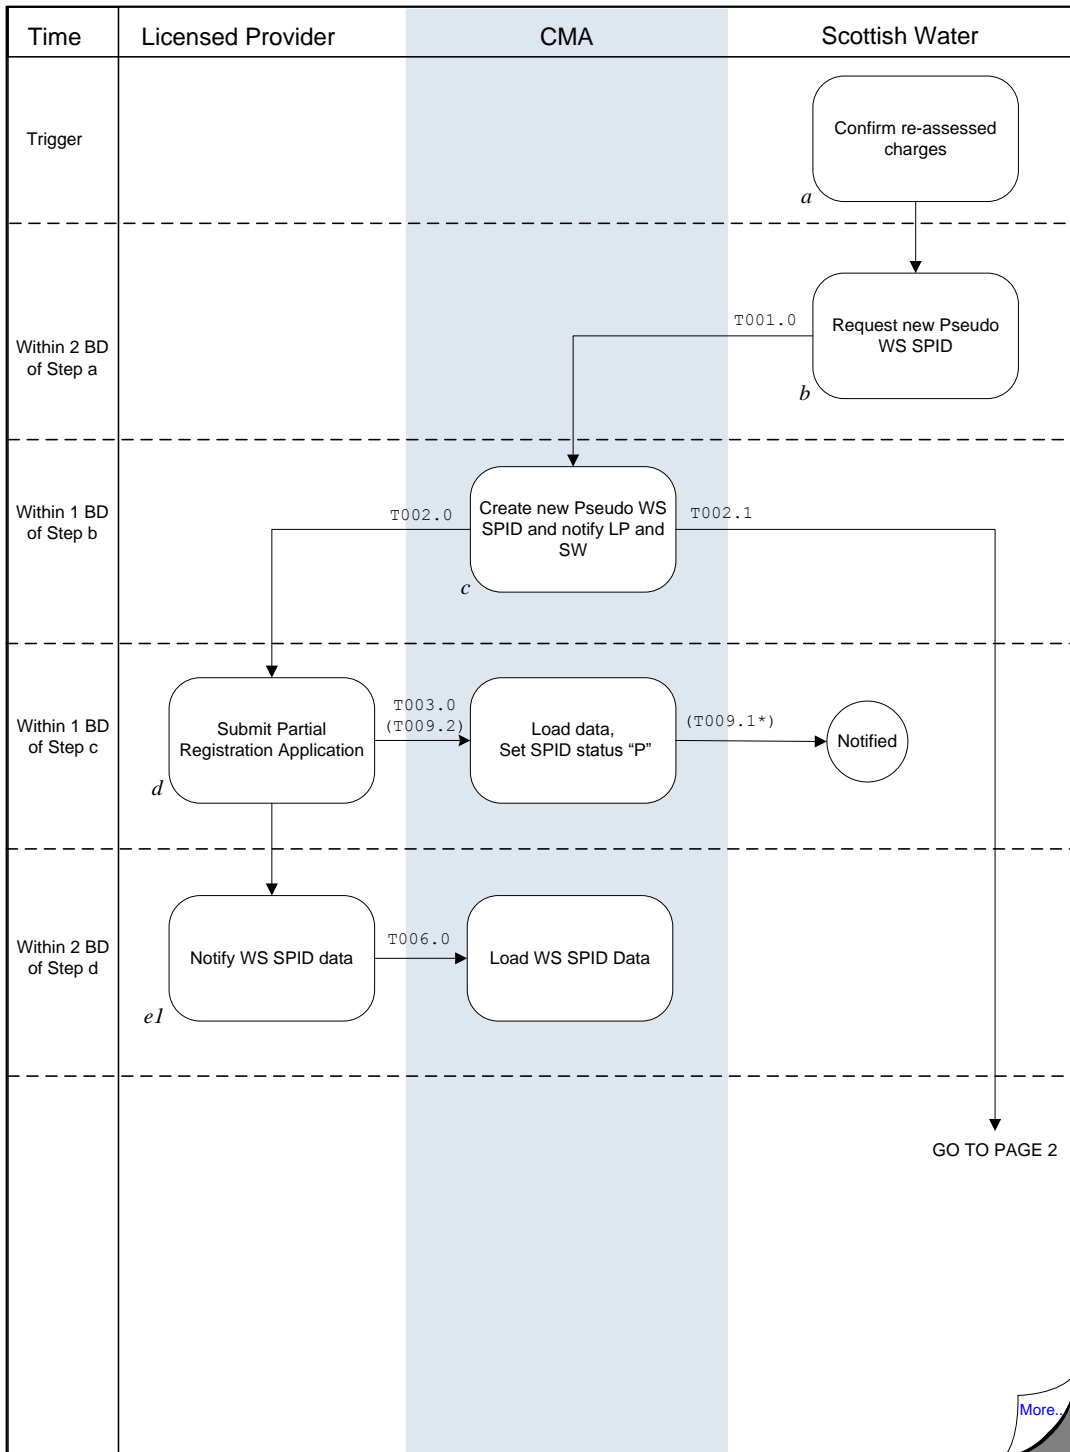 Time
Licensed Provider
CMA
Scottish Water
Trigger
Confirm re-assessed
charges
a
Within 2 BD
of Step a
T001.0
Request new Pseudo
WS SPID
b
Within 1 BD
of Step b
T002.0
Create new Pseudo WS
SPID and notify LP and
SW
T002.1
c
Within 1 BD
of Step c
Submit Partial
Registration Application
T003.0
(T009.2)
Load data,
Set SPID status “P”
(T009.1*)
Notified
d
Within 2 BD
of Step d
Notify WS SPID data
T006.0
Load WS SPID Data
e1
GO TO PAGE 2
More..